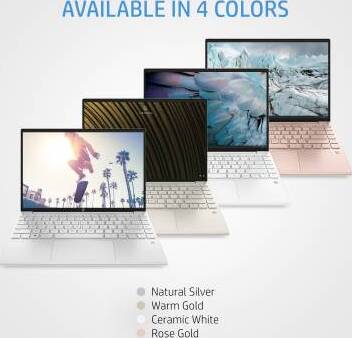 AVAILABLE IN 4 COLORS
Natural Silver
Warm Gold
Ceramic White
Rose Gold